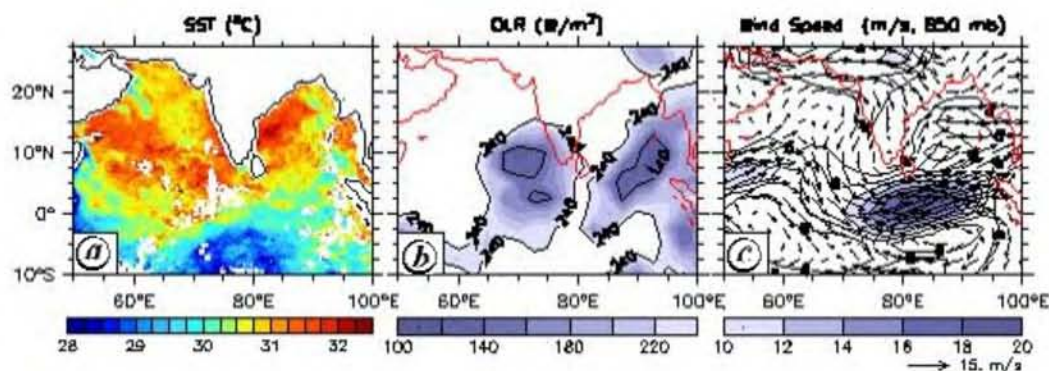 SST (°C)
OLR (W/m²)
Wind Speed (m/s, 850 mb)
20°N
10°N
0°
10°S
a
b
c
60°E 80°E 100°E
60°E 80°E 100°E
60°E 80°E 100°E
28 29 30 31 32
100 140 180 220
10 12 14 16 18 20
15. m/s
240
240
240
240
240
240
240